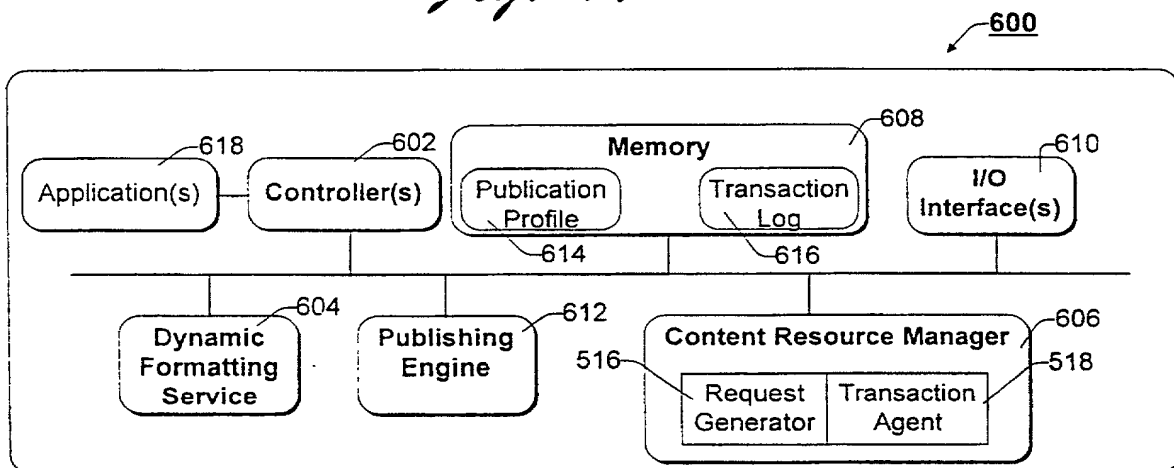 600
618
602
608
610
Application(s)
Controller(s)
Memory
Publication
Profile
Transaction
Log
I/O
Interface(s)
614
616
604
612
606
Dynamic
Formatting
Service
Publishing
Engine
Content Resource Manager
516
518
Request
Generator
Transaction
Agent